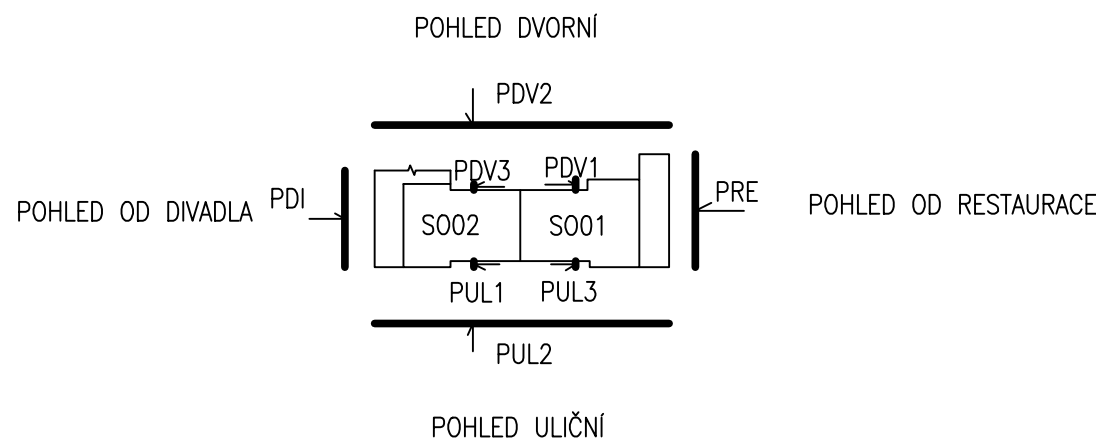 POHLED DVORNÍ
PDV2
PDV3
PDV1
POHLED OD DIVADLA
PDI
PRE
POHLED OD RESTAURACE
SO02
SO01
PUL1
PUL3
PUL2
POHLED ULIČNÍ